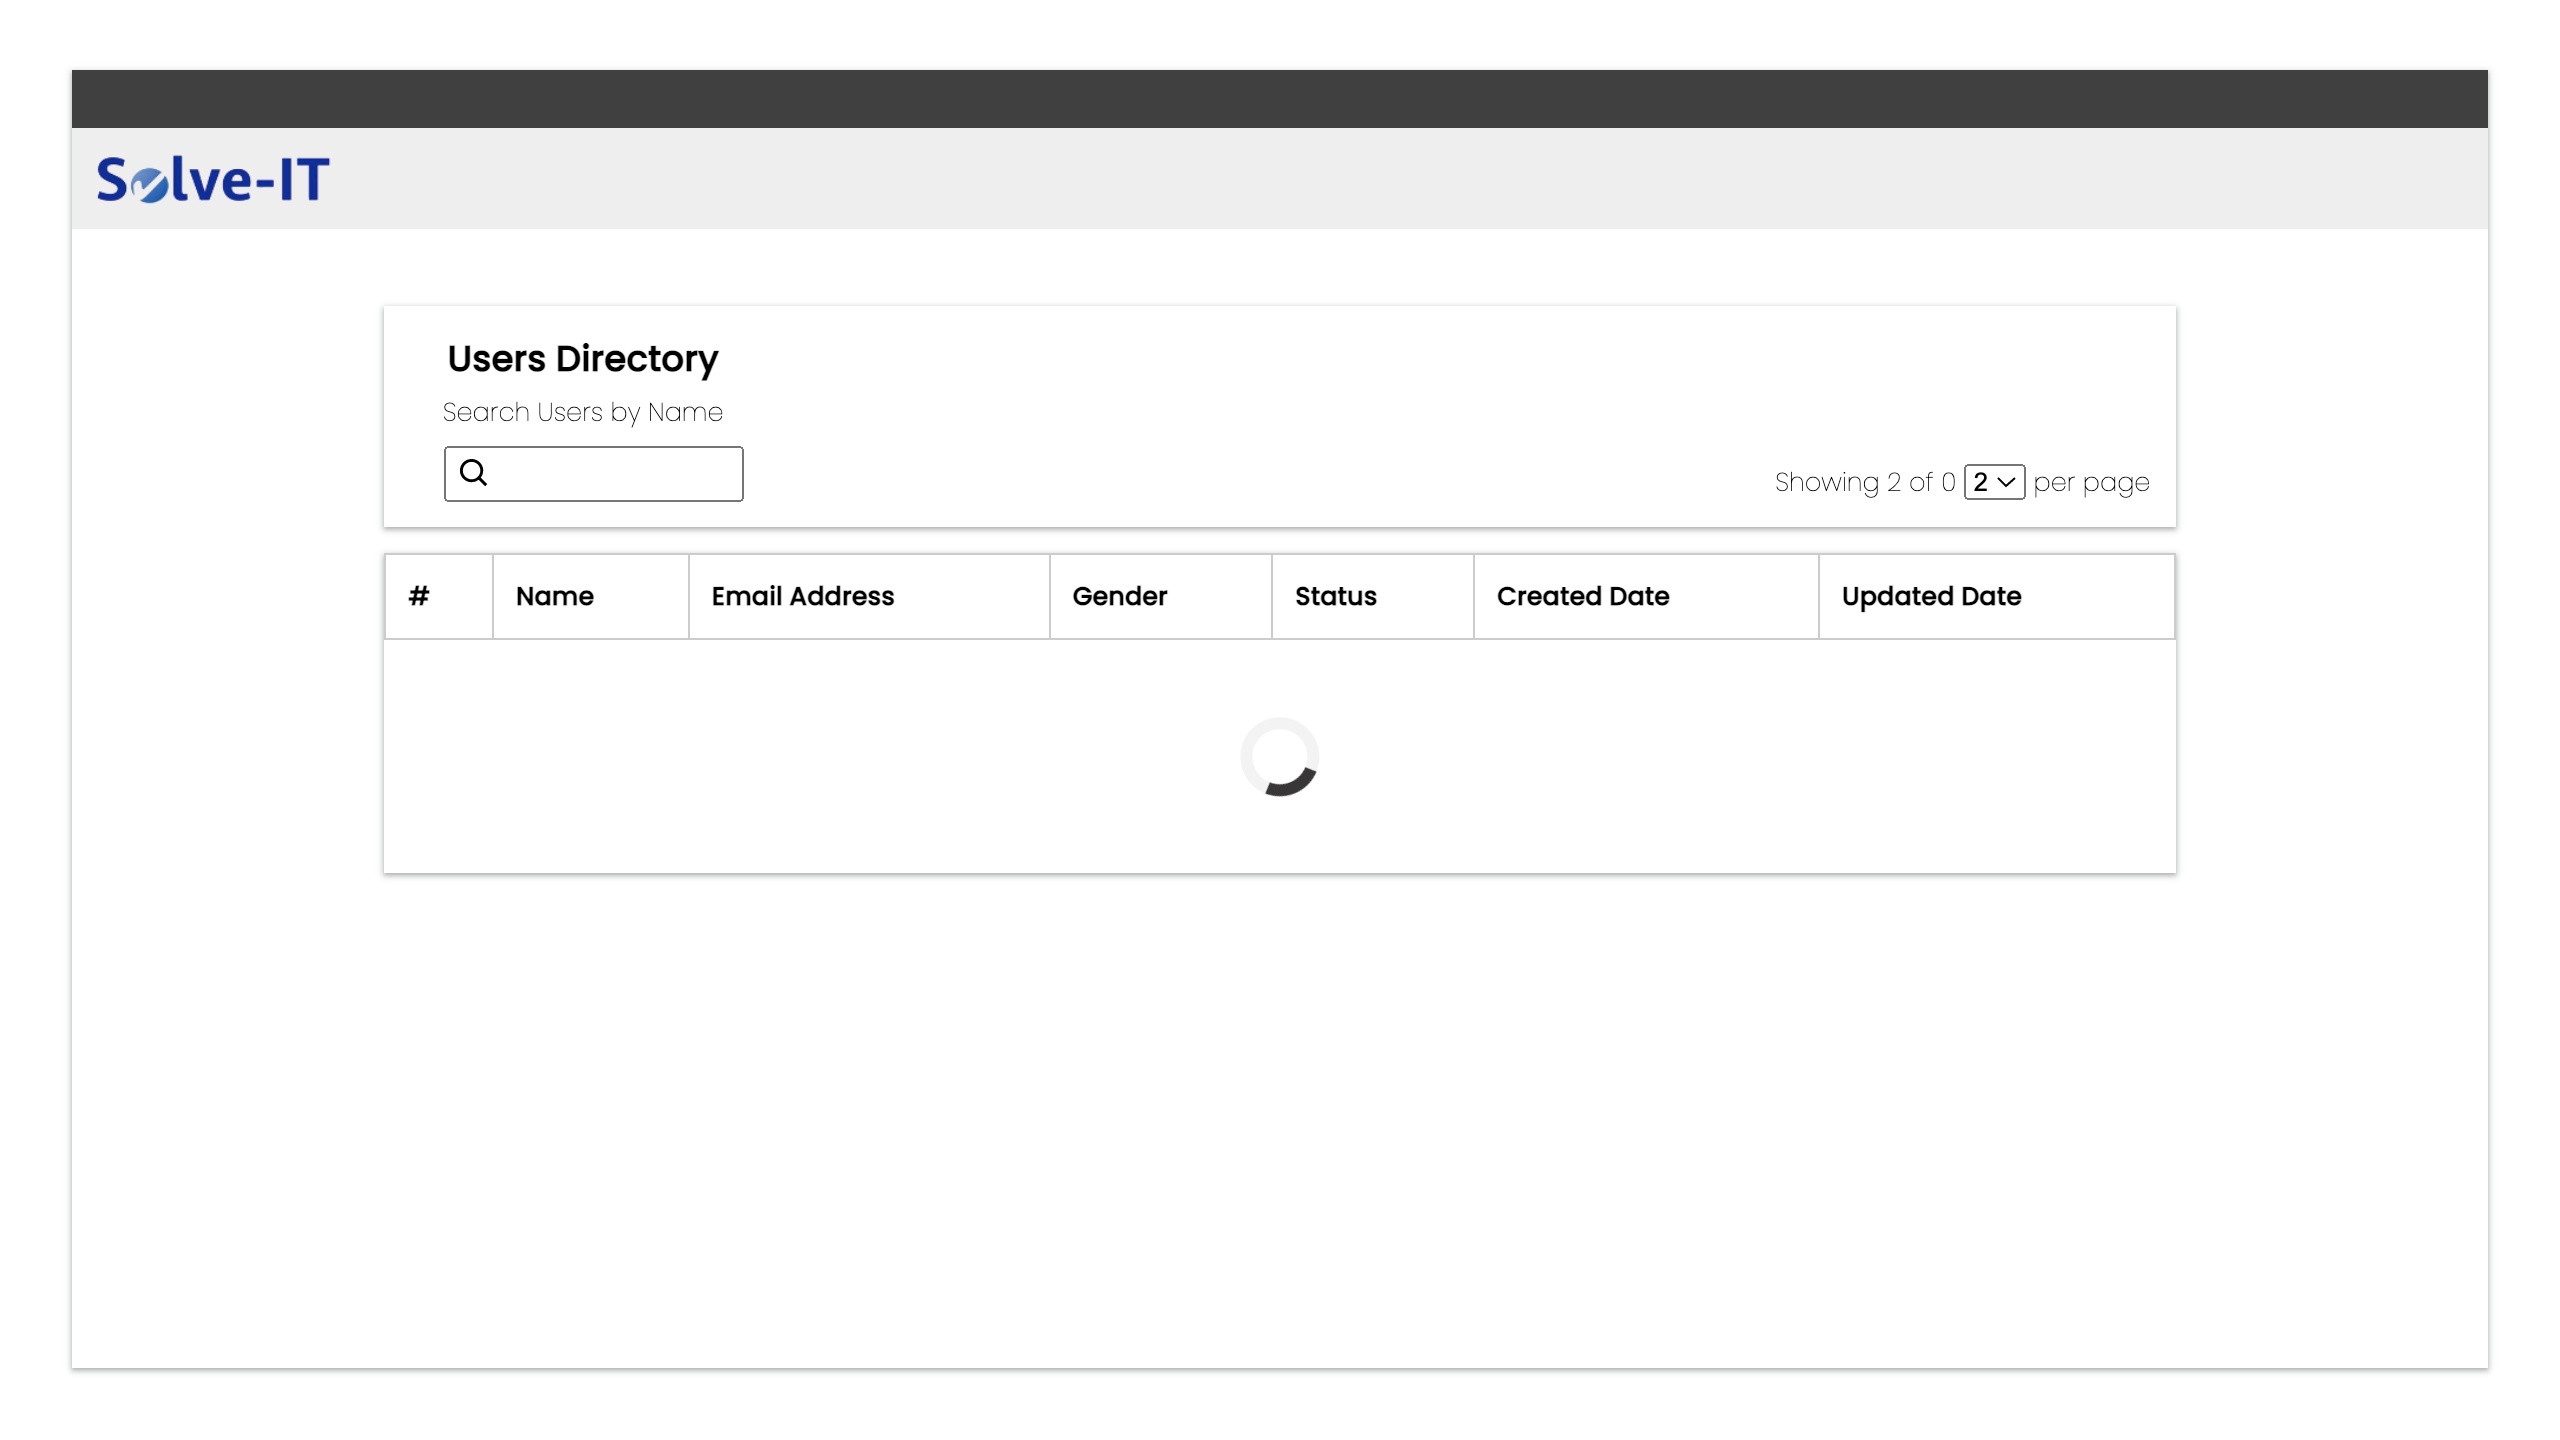 Solve-IT
Users Directory
Search Users by Name
Showing 2 of 0 2 per page
# Name Email Address Gender Status Created Date Updated Date